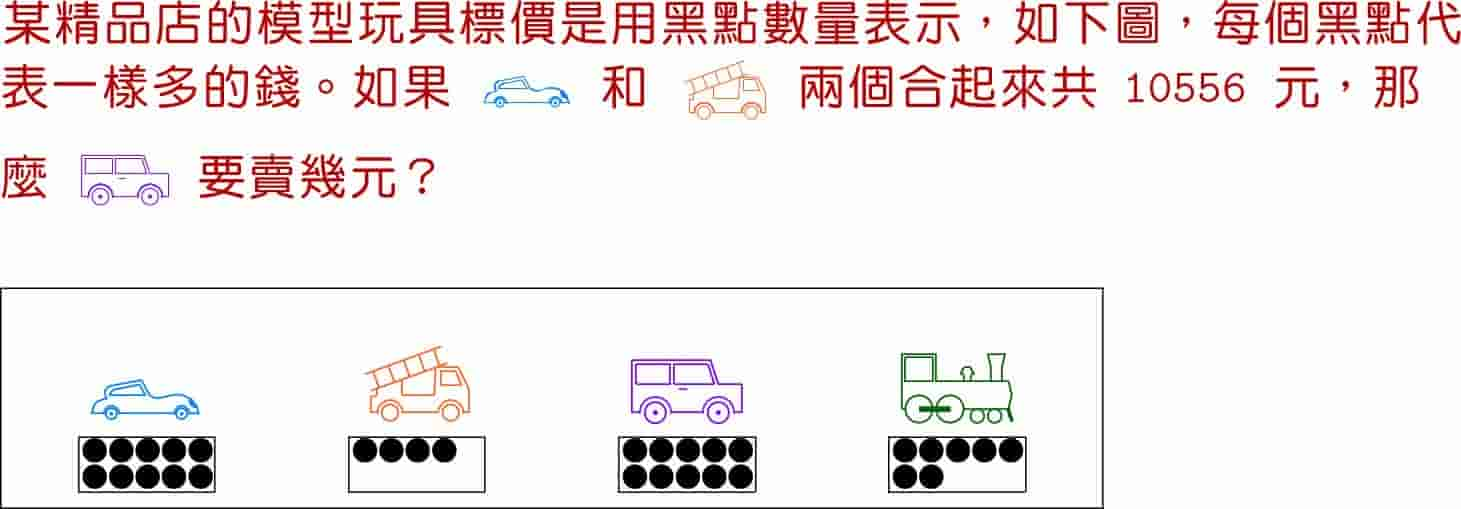 某精品店的模型玩具標價是用黑點數量表示，如下圖，每個黑點代
表一樣多的錢。如果 和 兩個合起來共 10556 元，那
麼 要賣幾元？